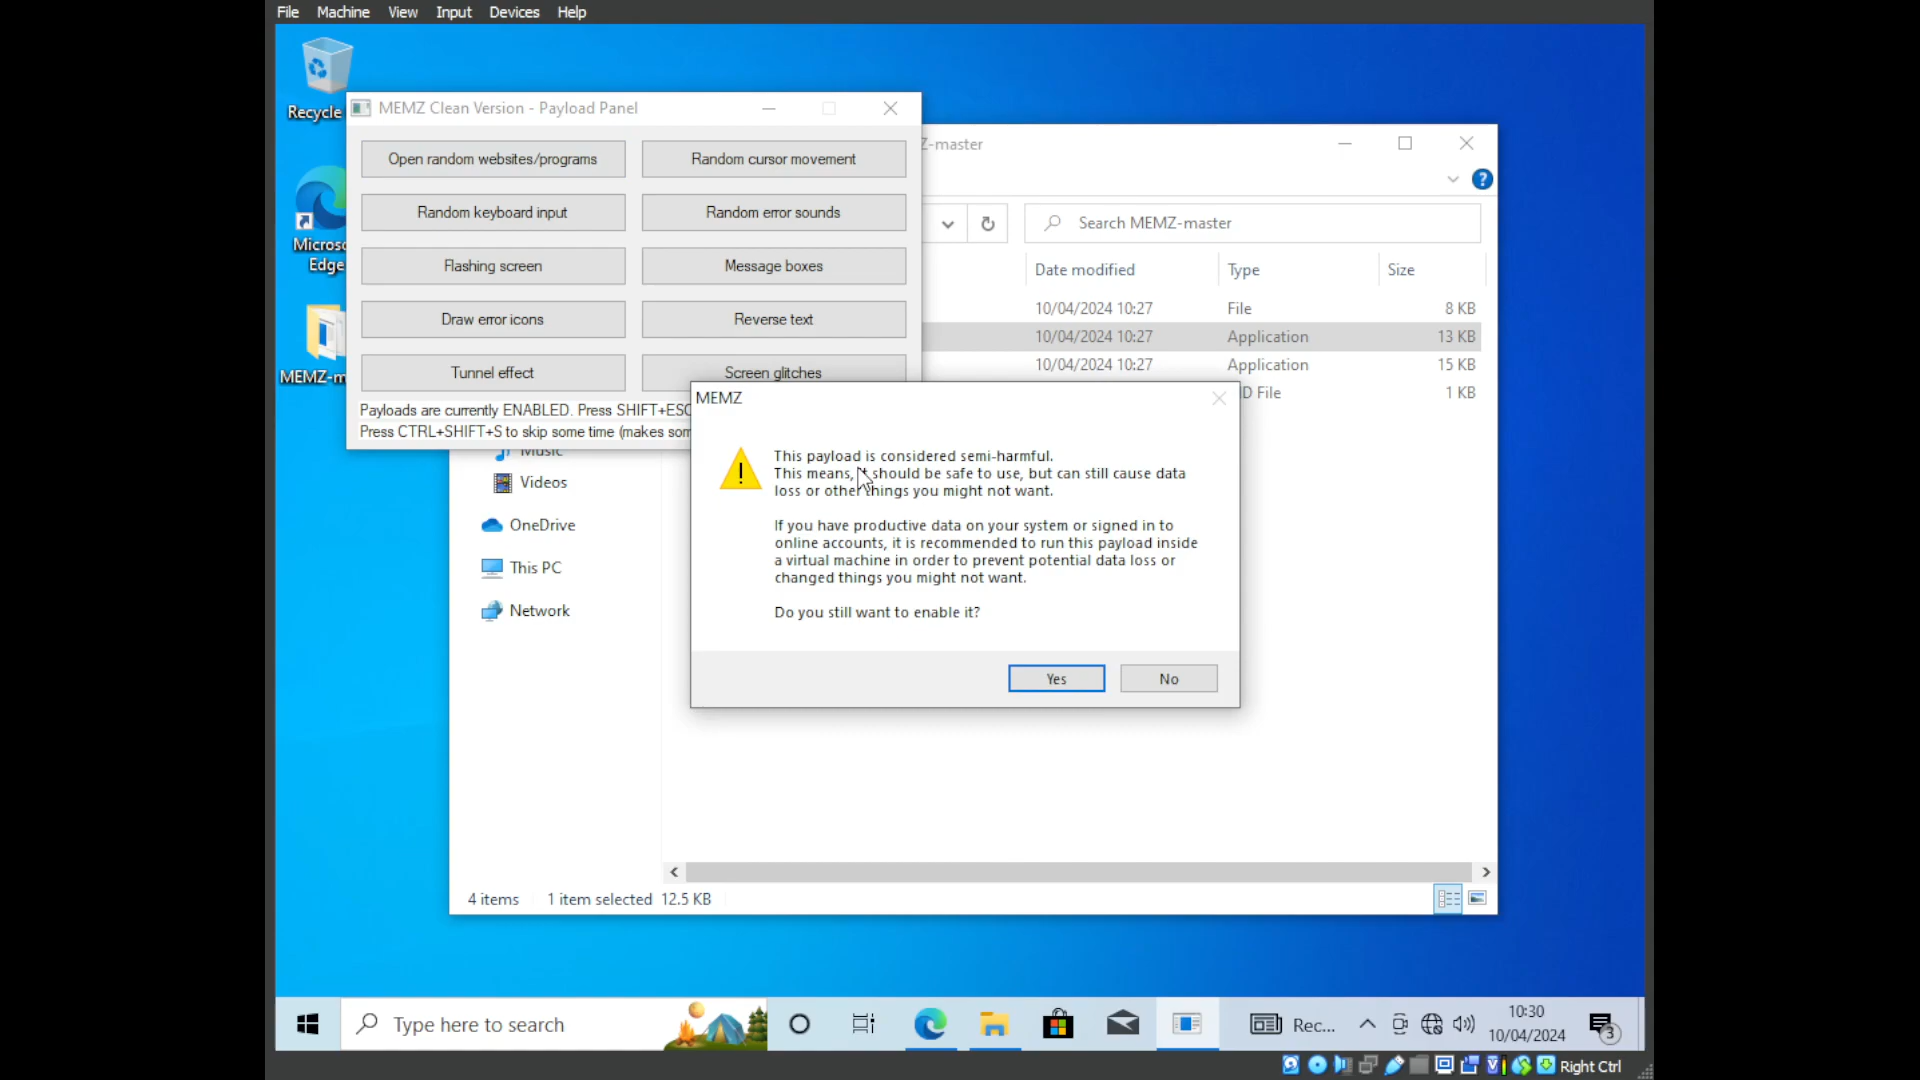 File Machine View Input Devices Help
Recycle
MEMZ Clean Version - Payload Panel
Open random websites/programs
Random cursor movement
Random keyboard input
Random error sounds
Flashing screen
Message boxes
Draw error icons
Reverse text
Tunnel effect
Screen glitches
Payloads are currently ENABLED. Press SHIFT+ESC
Press CTRL+SHIFT+S to skip some time (makes som
Microso
Edge
MEMZ-m
Z-master
Search MEMZ-master
Date modified Type Size
10/04/2024 10:27 File 8 KB
10/04/2024 10:27 Application 13 KB
10/04/2024 10:27 Application 15 KB
D File 1 KB
Music
Videos
OneDrive
This PC
Network
MEMZ
This payload is considered semi-harmful.
This means, it should be safe to use, but can still cause data
loss or other things you might not want.
If you have productive data on your system or signed in to
online accounts, it is recommended to run this payload inside
a virtual machine in order to prevent potential data loss or
changed things you might not want.
Do you still want to enable it?
Yes
No
4 items 1 item selected 12.5 KB
Type here to search
Rec...
10:30
10/04/2024
3
Right Ctrl